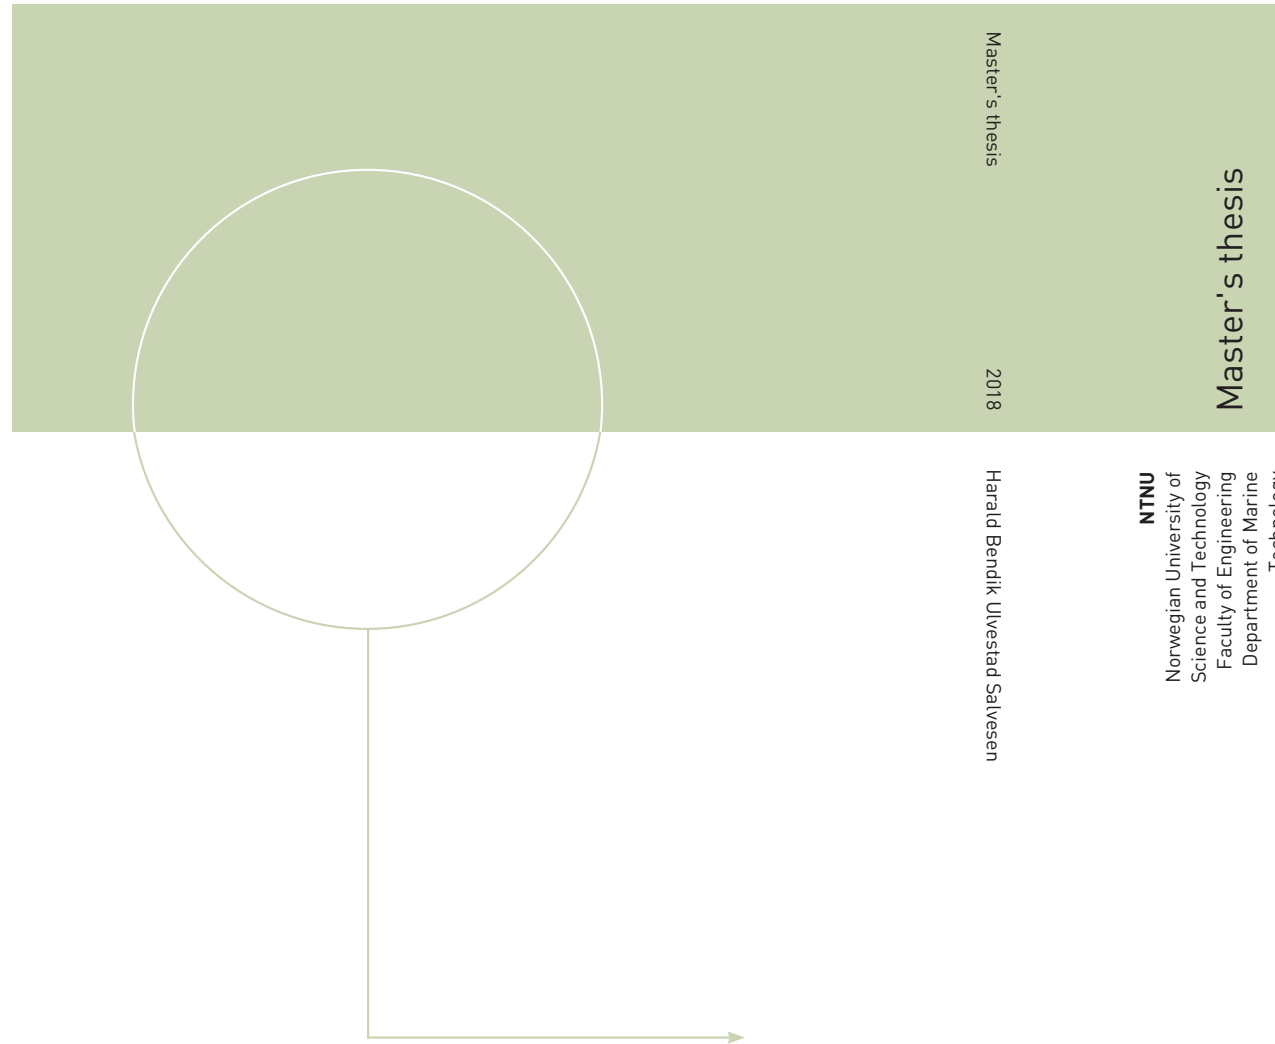 Master's thesis
2018
Harald Bendik Ulvestad Salvesen
Master's thesis
NTNU
Norwegian University of
Science and Technology
Faculty of Engineering
Department of Marine